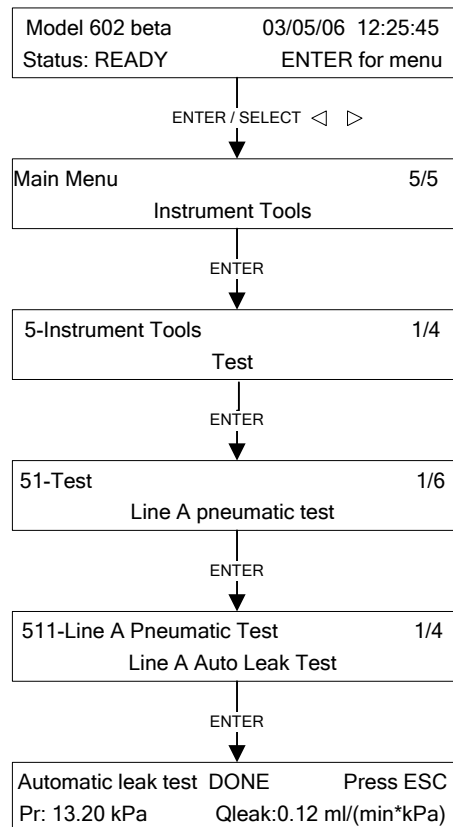 Model 602 beta 03/05/06 12:25:45
Status: READY ENTER for menu
ENTER / SELECT ◁ ▷
Main Menu 5/5
Instrument Tools
ENTER
5-Instrument Tools 1/4
Test
ENTER
51-Test 1/6
Line A pneumatic test
ENTER
511-Line A Pneumatic Test 1/4
Line A Auto Leak Test
ENTER
Automatic leak test DONE Press ESC
Pr: 13.20 kPa Qleak:0.12 ml/(min*kPa)